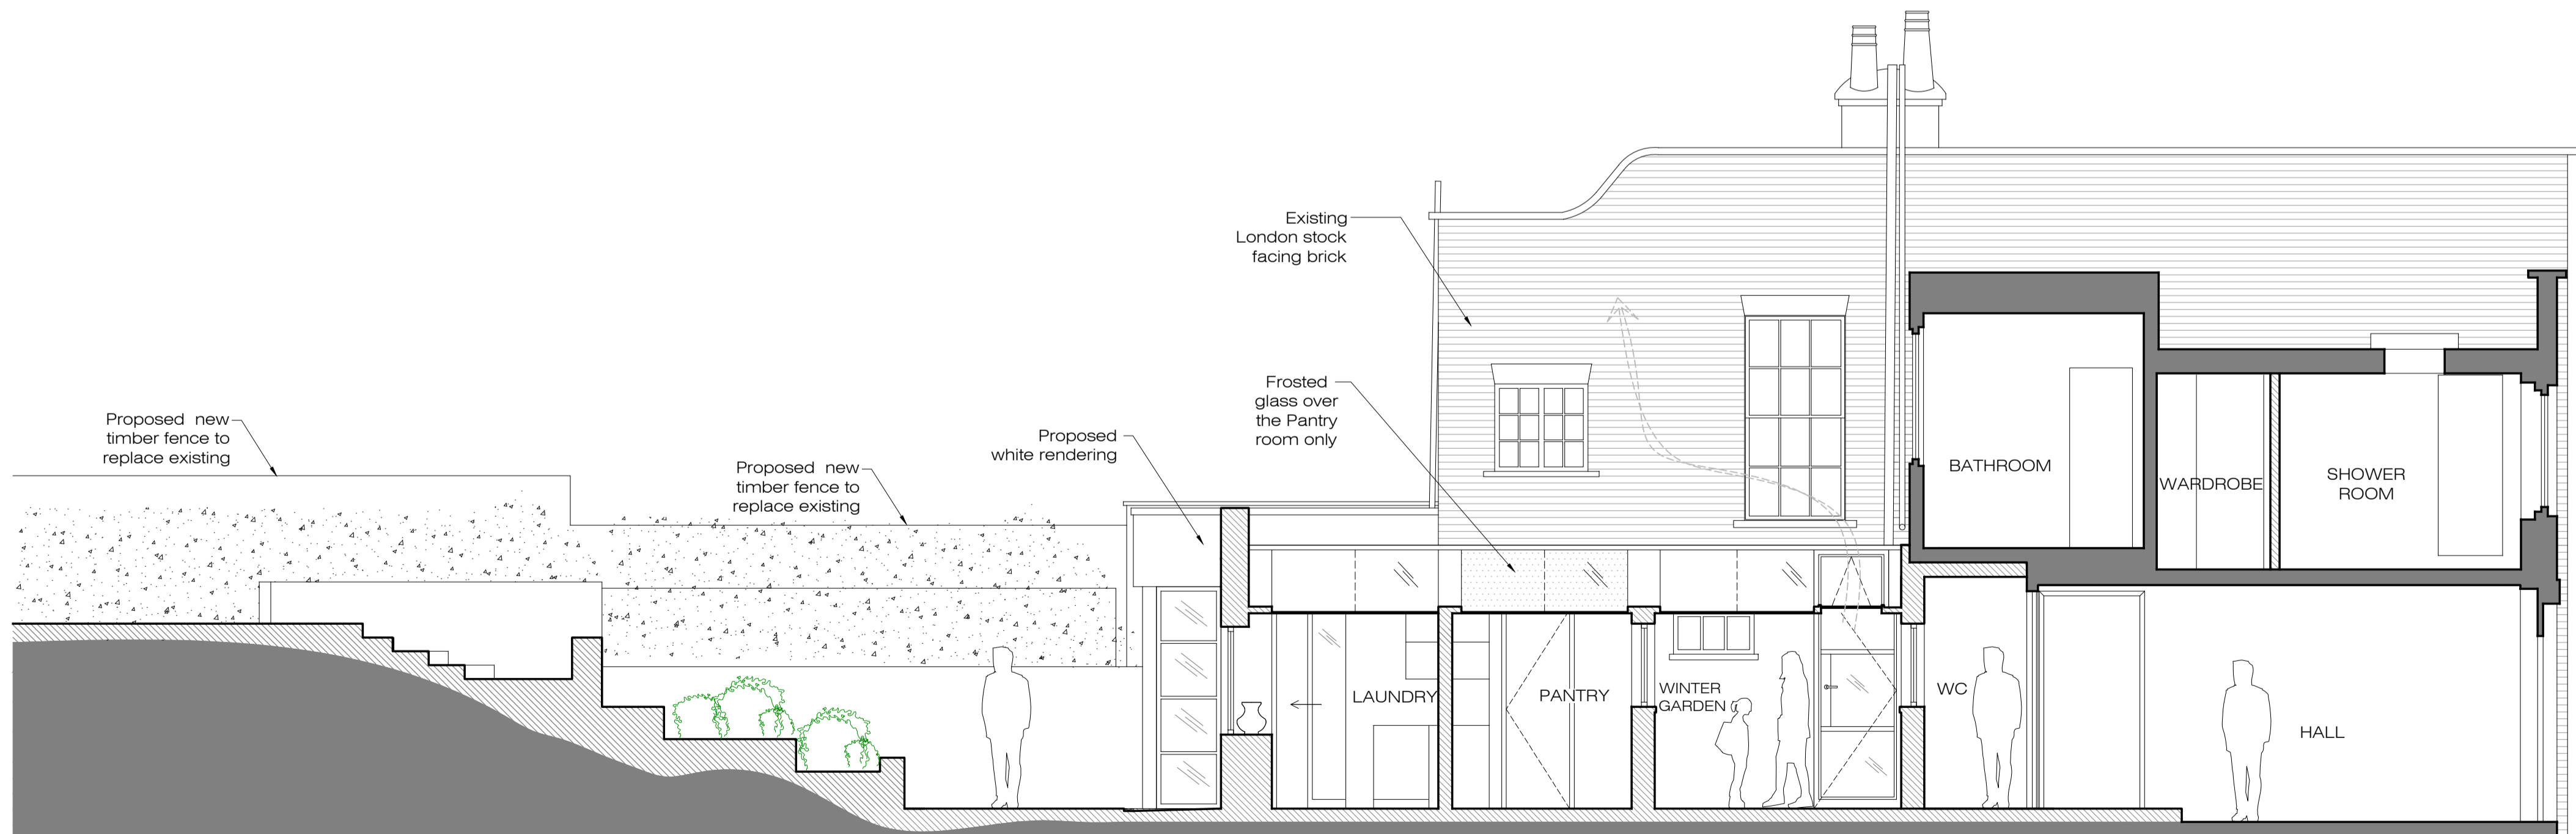 Existing
London stock
facing brick
Frosted
glass over
the Pantry
room only
Proposed new
timber fence to
replace existing
Proposed
white rendering
Proposed new
timber fence to
replace existing
BATHROOM
WARDROBE
SHOWER
ROOM
LAUNDRY
PANTRY
WINTER
GARDEN
WC
HALL